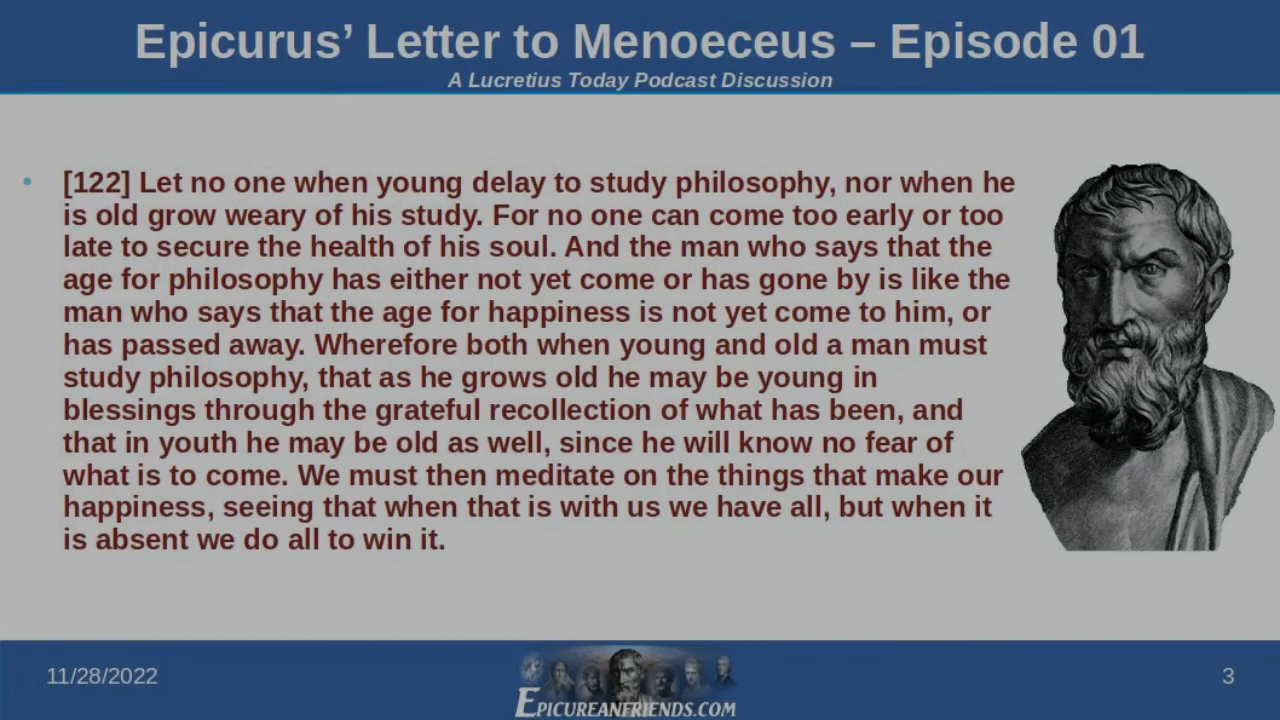 Epicurus’ Letter to Menoeceus – Episode 01
A Lucretius Today Podcast Discussion
• [122] Let no one when young delay to study philosophy, nor when he
is old grow weary of his study. For no one can come too early or too
late to secure the health of his soul. And the man who says that the
age for philosophy has either not yet come or has gone by is like the
man who says that the age for happiness is not yet come to him, or
has passed away. Wherefore both when young and old a man must
study philosophy, that as he grows old he may be young in
blessings through the grateful recollection of what has been, and
that in youth he may be old as well, since he will know no fear of
what is to come. We must then meditate on the things that make our
happiness, seeing that when that is with us we have all, but when it
is absent we do all to win it.
11/28/2022
EPICUREANFRIENDS.COM
3